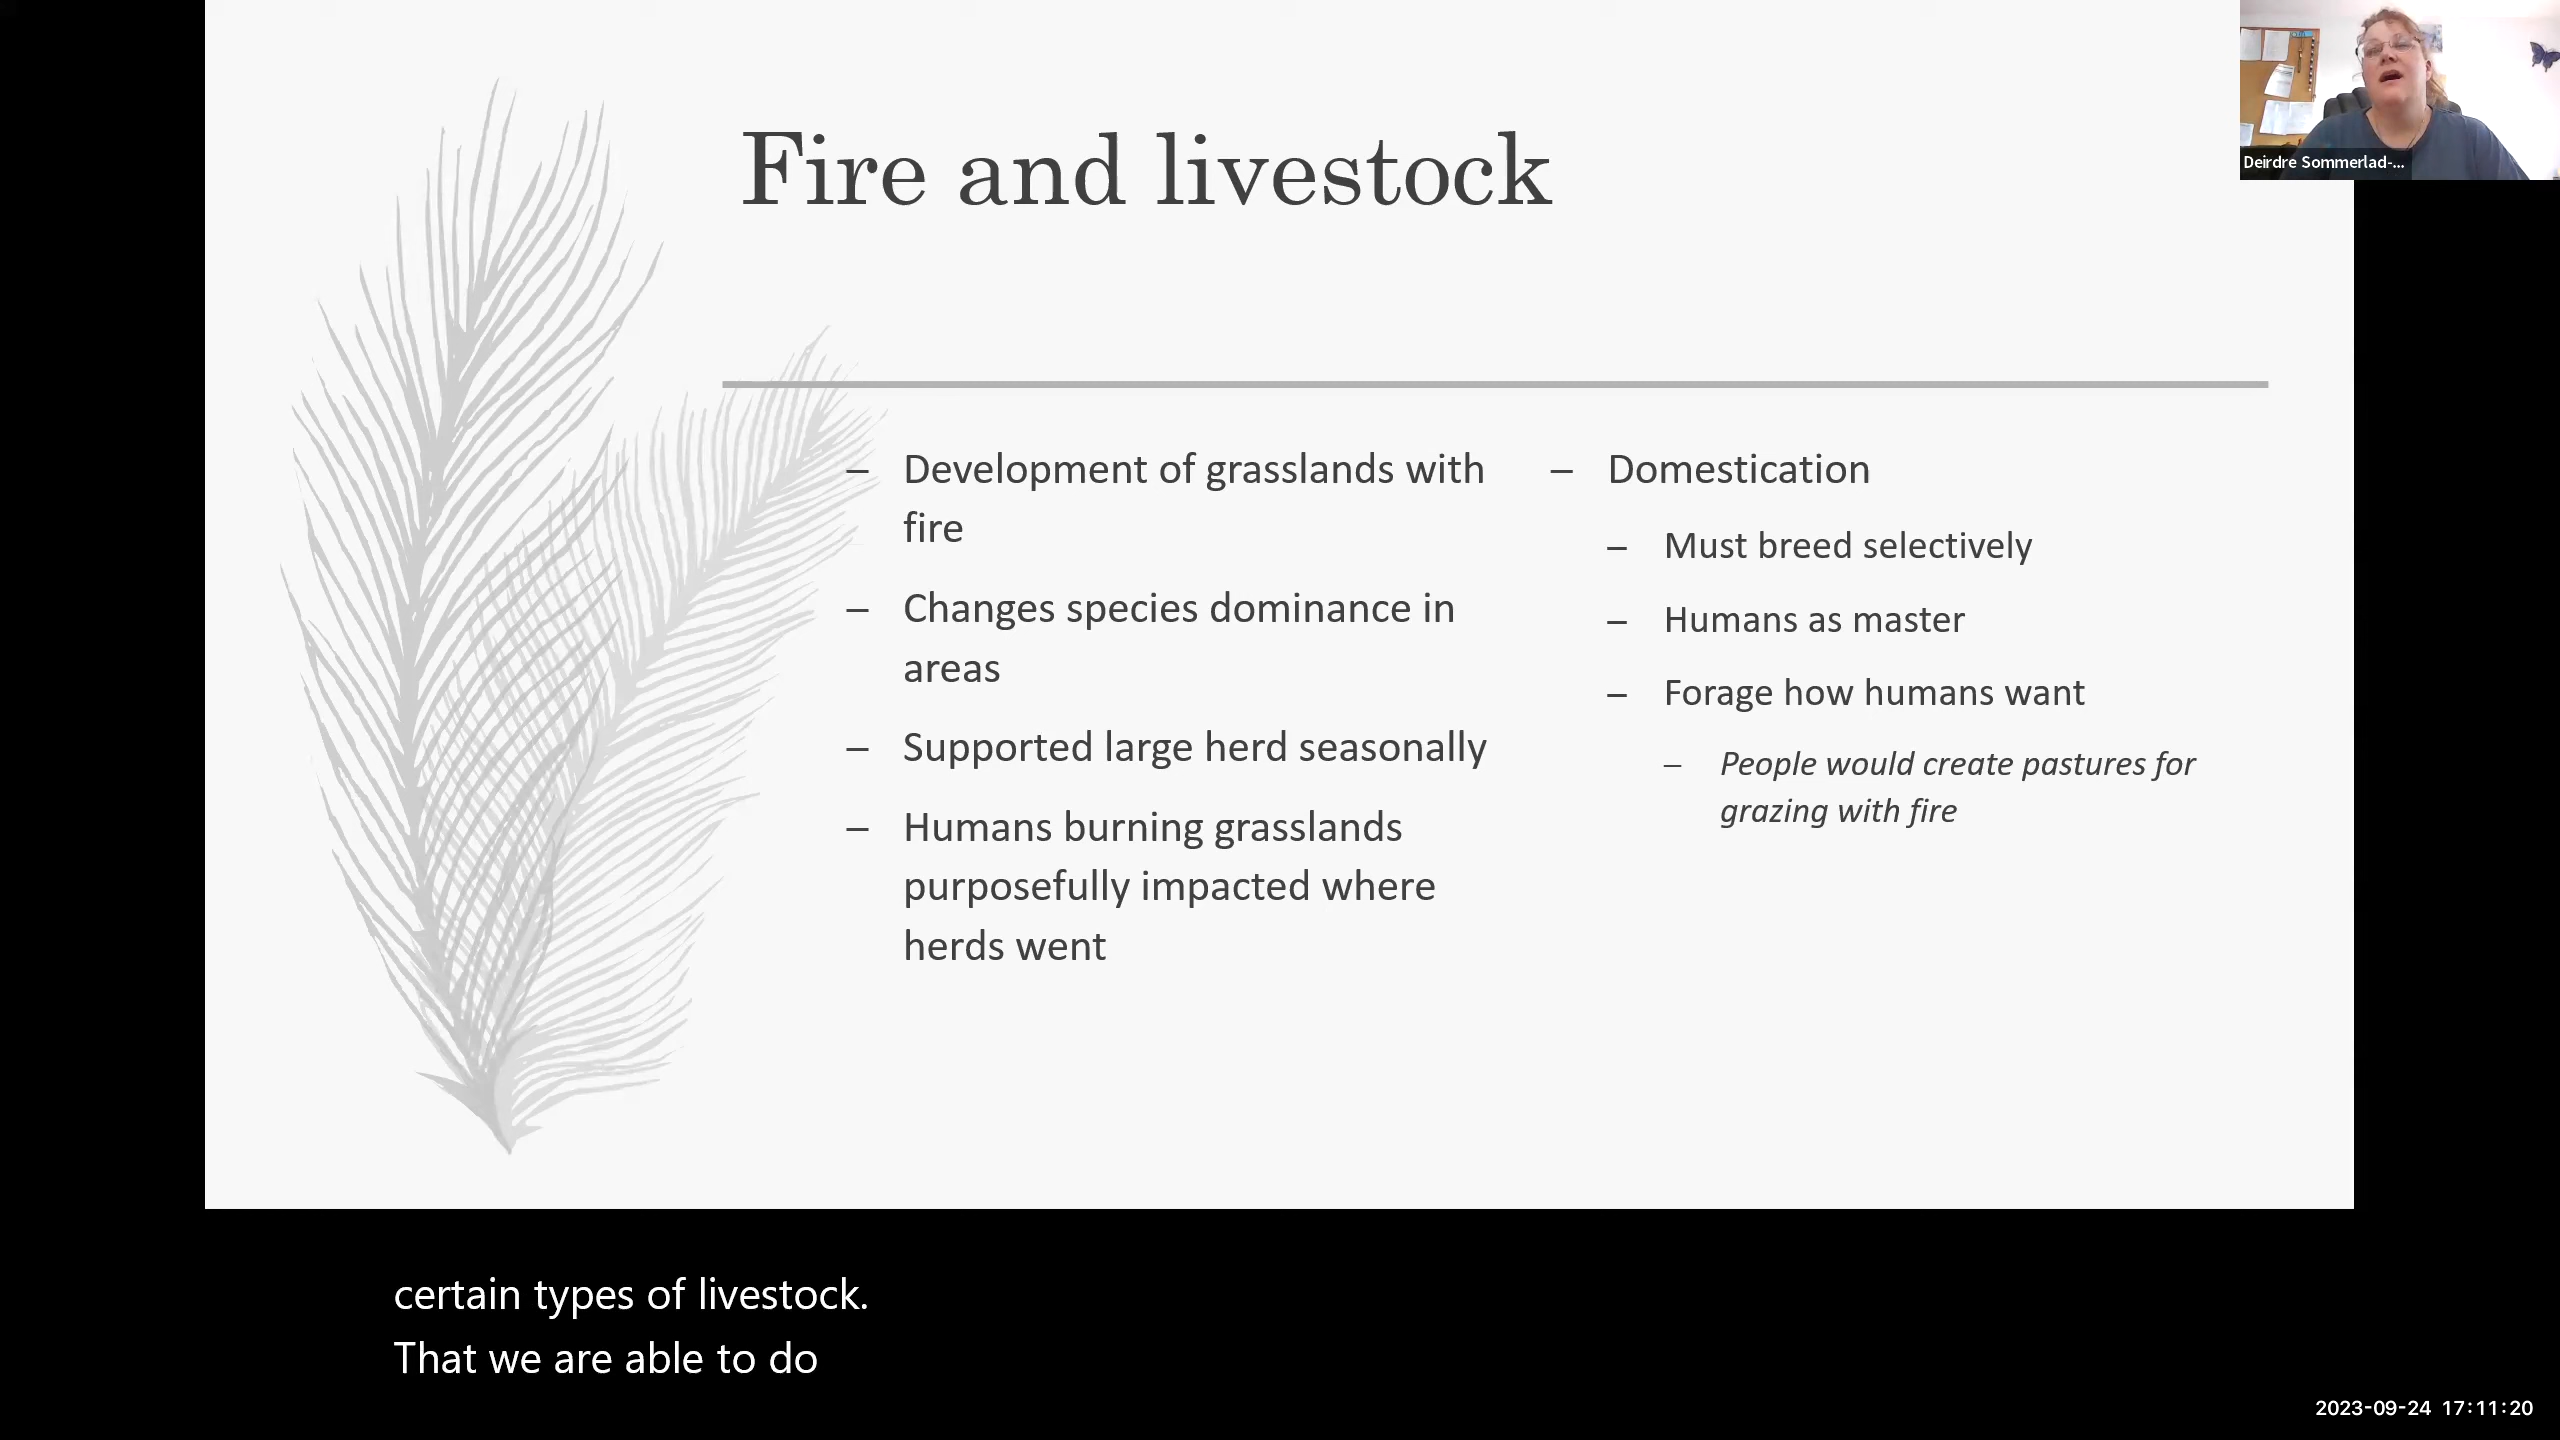 Deirdre Sommerlad-...
Fire and livestock
– Development of grasslands with
fire
– Changes species dominance in
areas
– Supported large herd seasonally
– Humans burning grasslands
purposefully impacted where
herds went
– Domestication
– Must breed selectively
– Humans as master
– Forage how humans want
– People would create pastures for
grazing with fire
certain types of livestock.
That we are able to do
2023-09-24 17:11:20